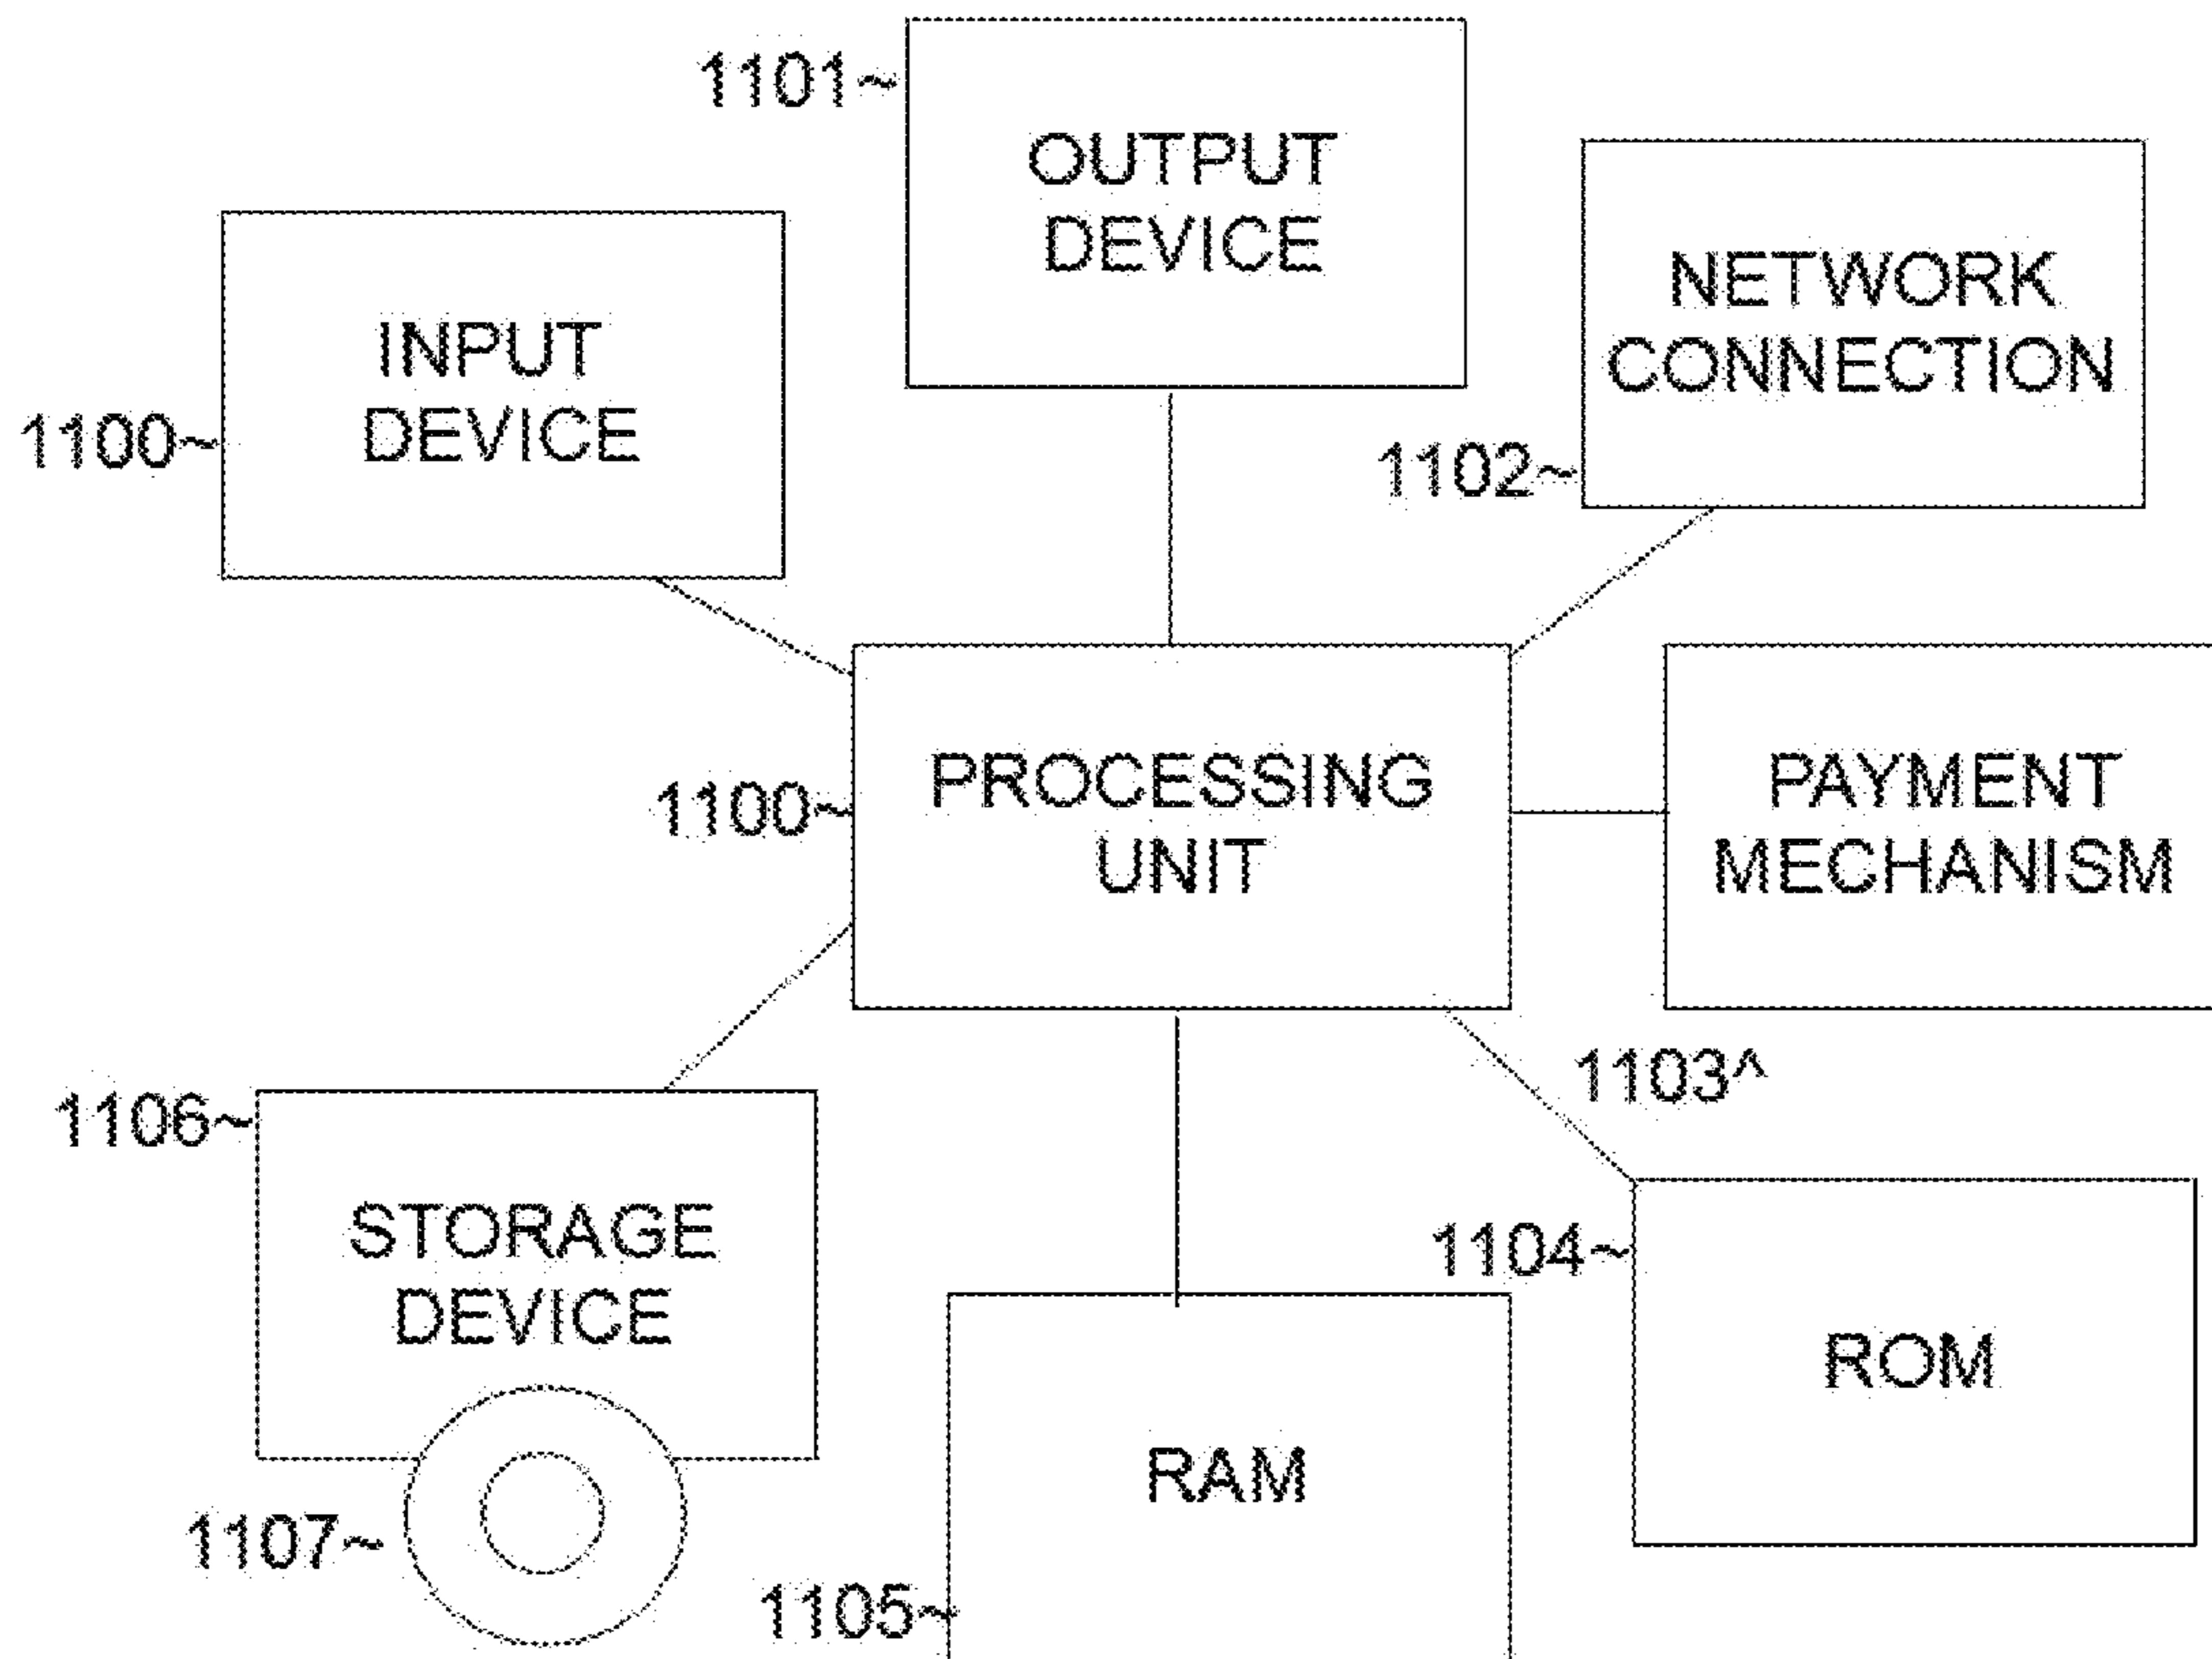 1101~
OUTPUT
DEVICE
NETWORK
CONNECTION
1102~
INPUT
DEVICE
1100~
PROCESSING
UNIT
1100~
PAYMENT
MECHANISM
1103^
1106~
STORAGE
DEVICE
1107~
1104~
ROM
RAM
1105~